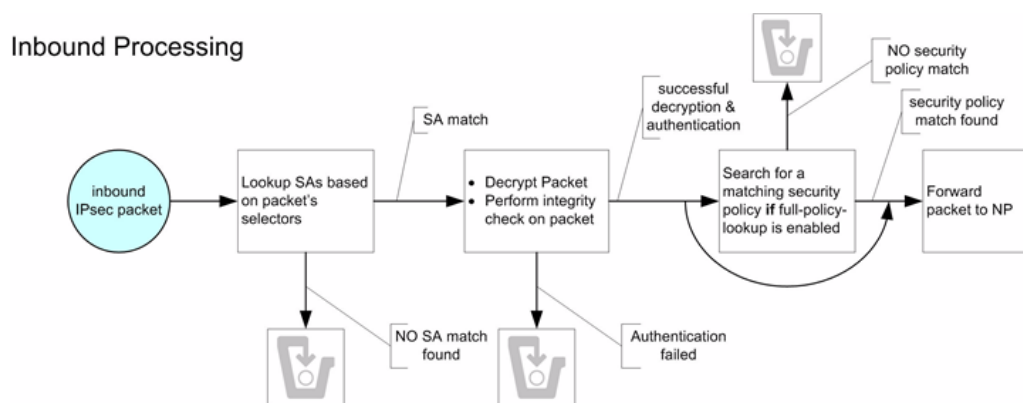 Inbound Processing
NO security
policy match
successful
decryption &
authentication
security policy
match found
SA match
inbound
IPsec packet
Lookup SAs based
on packet's
selectors
• Decrypt Packet
• Perform integrity
check on packet
Search for a
matching security
policy if full-policy-
lookup is enabled
Forward
packet to NP
NO SA match
found
Authentication
failed